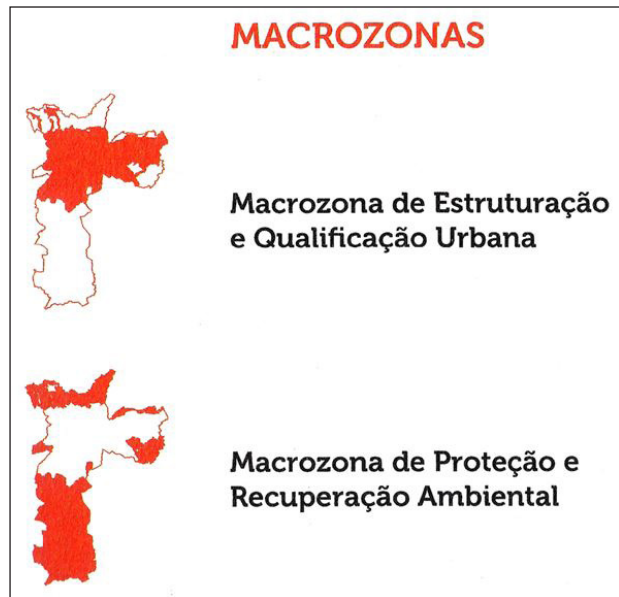 MACROZONAS
Macrozona de Estruturação
e Qualificação Urbana
Macrozona de Proteção e
Recuperação Ambiental